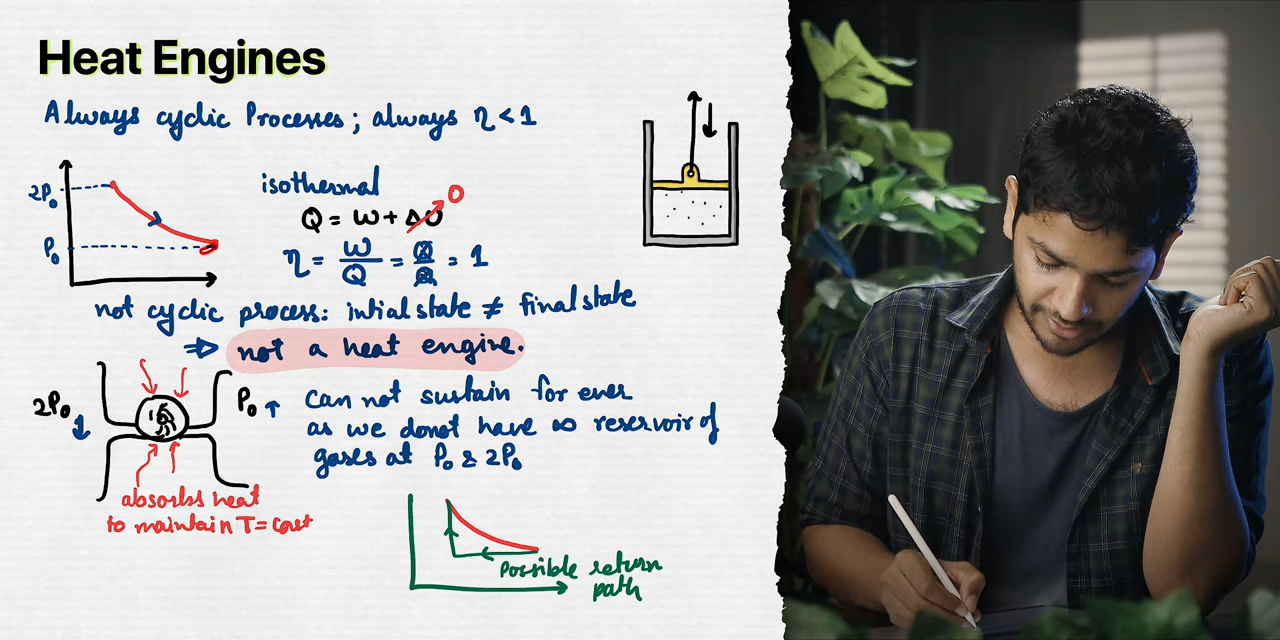 Heat Engines
Always cyclic Processes; always η < 1
2P₀
P₀
isothermal
Q = W + ΔU 0
η = W/Q = Q/Q = 1
not cyclic process: intial state ≠ final state
⇒ not a heat engine.
2P₀ ↓
P₀ ↑
can not sustain for ever
as we donot have ∞ reservoir of
gases at P₀ & 2P₀
absorbs heat
to maintain T = const
Possible return
path